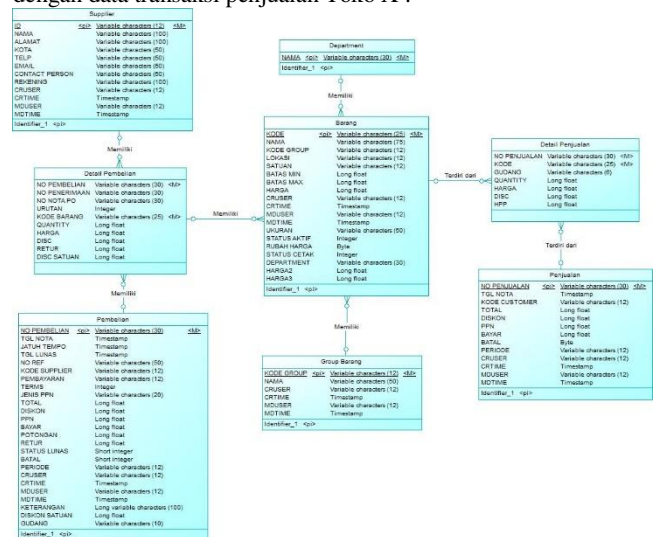 dengan data transaksi penjualan Toko X .
Supplier
ID <pi> Variable characters (12) <M>
NAMA Variable characters (100)
ALAMAT Variable characters (100)
KOTA Variable characters (50)
TELP Variable characters (50)
EMAIL Variable characters (50)
CONTACT PERSON Variable characters (50)
REKENING Variable characters (100)
CRUSER Variable characters (12)
CRTIME Timestamp
MDUSER Variable characters (12)
MDTIME Timestamp
Identifier_1 <pi>
Memiliki
Detail Pembelian
NO PEMBELIAN Variable characters (30) <M>
NO PENERIMAAN Variable characters (30)
NO NOTA PO Variable characters (30)
URUTAN Integer
KODE BARANG Variable characters (25) <M>
QUANTITY Long float
HARGA Long float
DISC Long float
RETUR Long float
DISC SATUAN Long float
Memiliki
Pembelian
NO PEMBELIAN <pi> Variable characters (30) <M>
TGL NOTA Timestamp
JATUH TEMPO Timestamp
TGL LUNAS Timestamp
NO REF Variable characters (50)
KODE SUPPLIER Variable characters (12)
PEMBAYARAN Variable characters (12)
TERMS Integer
JENIS PPN Variable characters (20)
TOTAL Long float
DISKON Long float
PPN Long float
BAYAR Long float
POTONGAN Long float
RETUR Long float
STATUS LUNAS Short integer
BATAL Short integer
PERIODE Variable characters (12)
CRUSER Variable characters (12)
CRTIME Timestamp
MDUSER Variable characters (12)
MDTIME Timestamp
KETERANGAN Long variable characters (100)
DISKON SATUAN Long float
GUDANG Variable characters (10)
Identifier_1 <pi>
Memiliki
Department
NAMA <pi> Variable characters (30) <M>
Identifier_1 <pi>
Memiliki
Barang
KODE <pi> Variable characters (25) <M>
NAMA Variable characters (75)
KODE GROUP Variable characters (12)
LOKASI Variable characters (12)
SATUAN Variable characters (12)
BATAS MIN Long float
BATAS MAX Long float
HARGA Long float
CRUSER Variable characters (12)
CRTIME Timestamp
MDUSER Variable characters (12)
MDTIME Timestamp
UKURAN Variable characters (50)
STATUS AKTIF Integer
RUBAH HARGA Byte
STATUS CETAK Integer
DEPARTMENT Variable characters (30)
HARGA2 Long float
HARGA3 Long float
Identifier_1 <pi>
Memiliki
Group Barang
KODE GROUP <pi> Variable characters (12) <M>
NAMA Variable characters (50)
CRUSER Variable characters (12)
CRTIME Timestamp
MDUSER Variable characters (12)
MDTIME Timestamp
Identifier_1 <pi>
Terdiri dari
Detail Penjualan
NO PENJUALAN Variable characters (30) <M>
KODE Variable characters (25) <M>
GUDANG Variable characters (6)
QUANTITY Long float
HARGA Long float
DISC Long float
HPP Long float
Terdiri dari
Penjualan
NO PENJUALAN <pi> Variable characters (30) <M>
TGL NOTA Timestamp
KODE CUSTOMER Variable characters (12)
TOTAL Long float
DISKON Long float
PPN Long float
BAYAR Long float
BATAL Byte
PERIODE Variable characters (12)
CRUSER Variable characters (12)
CRTIME Timestamp
MDUSER Variable characters (12)
MDTIME Timestamp
Identifier_1 <pi>